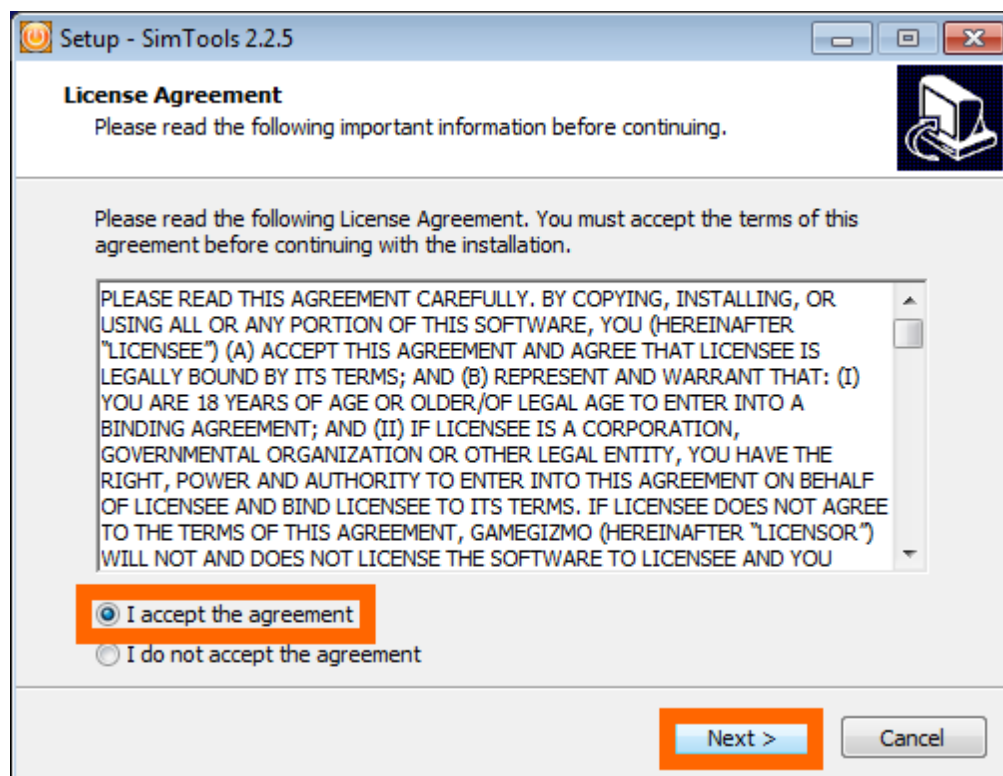 Setup - SimTools 2.2.5
License Agreement
Please read the following important information before continuing.
Please read the following License Agreement. You must accept the terms of this
agreement before continuing with the installation.
PLEASE READ THIS AGREEMENT CAREFULLY. BY COPYING, INSTALLING, OR
USING ALL OR ANY PORTION OF THIS SOFTWARE, YOU (HEREINAFTER
"LICENSEE") (A) ACCEPT THIS AGREEMENT AND AGREE THAT LICENSEE IS
LEGALLY BOUND BY ITS TERMS; AND (B) REPRESENT AND WARRANT THAT: (I)
YOU ARE 18 YEARS OF AGE OR OLDER/OF LEGAL AGE TO ENTER INTO A
BINDING AGREEMENT; AND (II) IF LICENSEE IS A CORPORATION,
GOVERNMENTAL ORGANIZATION OR OTHER LEGAL ENTITY, YOU HAVE THE
RIGHT, POWER AND AUTHORITY TO ENTER INTO THIS AGREEMENT ON BEHALF
OF LICENSEE AND BIND LICENSEE TO ITS TERMS. IF LICENSEE DOES NOT AGREE
TO THE TERMS OF THIS AGREEMENT, GAMEGIZMO (HEREINAFTER "LICENSOR")
WILL NOT AND DOES NOT LICENSE THE SOFTWARE TO LICENSEE AND YOU
I accept the agreement
I do not accept the agreement
Next >
Cancel